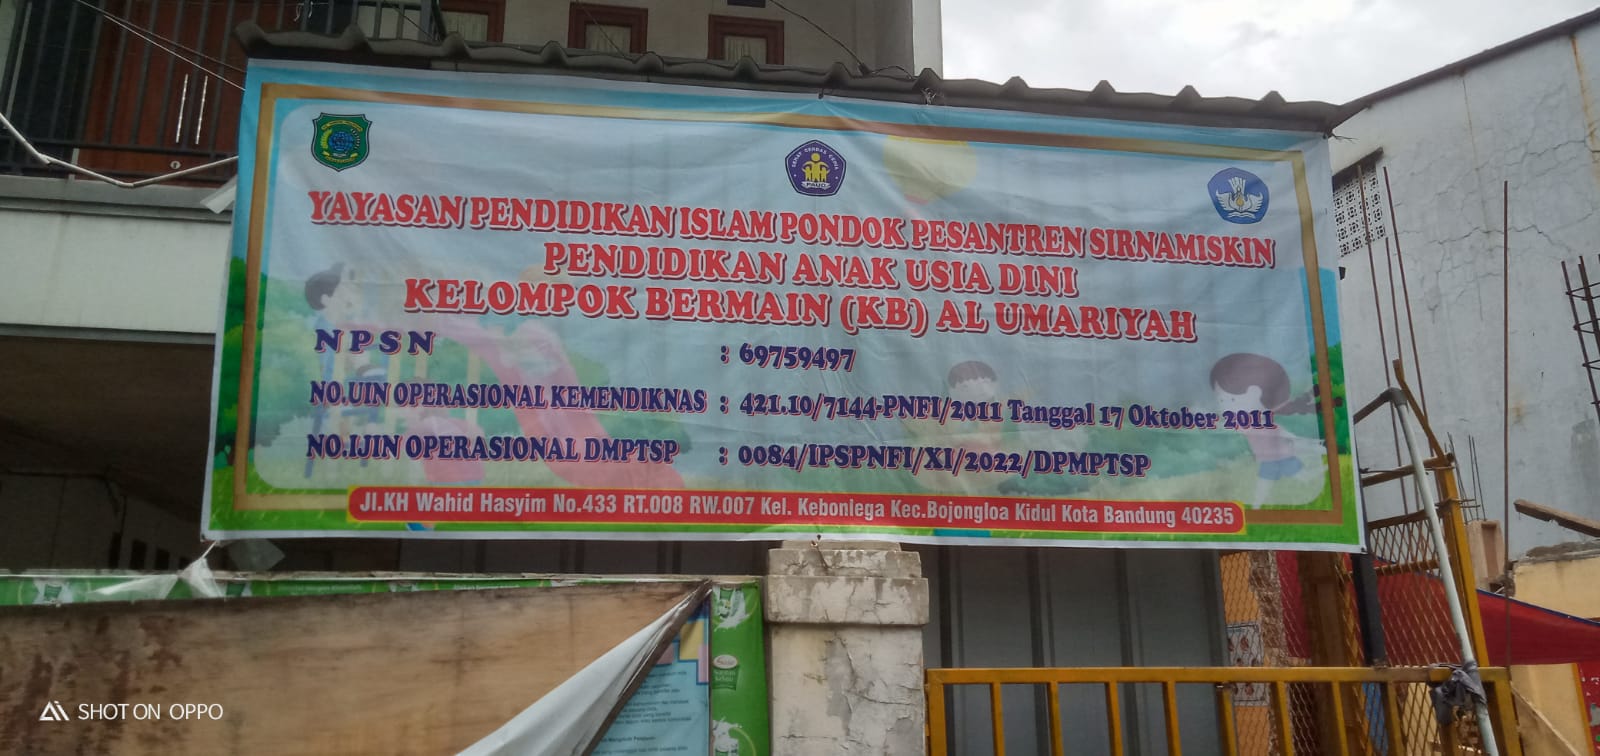 YAYASAN PENDIDIKAN ISLAM PONDOK PESANTREN SIRNAMISKIN
PENDIDIKAN ANAK USIA DINI
KELOMPOK BERMAIN (KB) AL UMARIYAH
NPSN : 69759497
NO.UIN OPERASIONAL KEMENDIKNAS : 421.10/7144-PNFI/2011 Tanggal 17 Oktober 2011
NO.IJIN OPERASIONAL DMPTSP : 0084/IPSPNFI/XI/2022/DPMPTSP
Jl.KH Wahid Hasyim No.433 RT.008 RW.007 Kel. Kebonlega Kec.Bojongloa Kidul Kota Bandung 40235
PAUD
SHOT ON OPPO